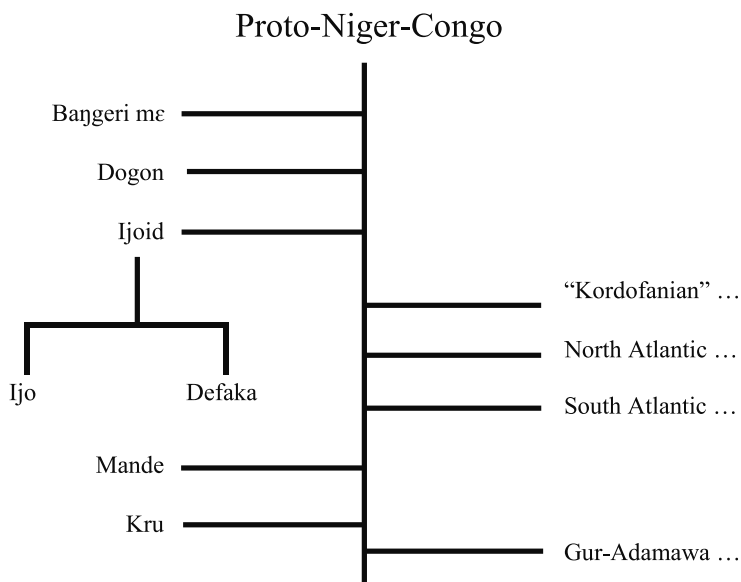 Proto-Niger-Congo
Baŋgeri mɛ
Dogon
Ijoid
“Kordofanian” …
North Atlantic …
Ijo
Defaka
South Atlantic …
Mande
Kru
Gur-Adamawa …